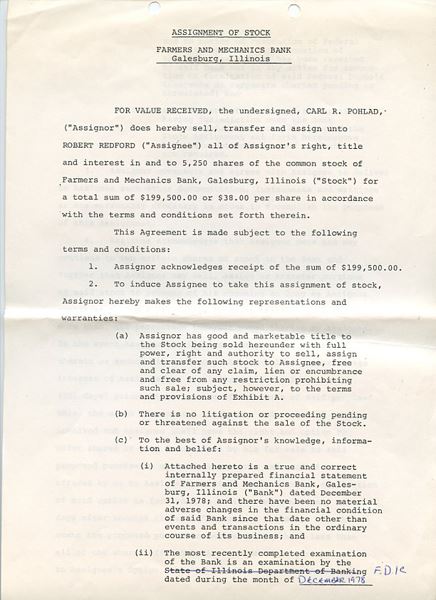 ASSIGNMENT OF STOCK
FARMERS AND MECHANICS BANK
Galesburg, Illinois
FOR VALUE RECEIVED, the undersigned, CARL R. POHLAD,
("Assignor") does hereby sell, transfer and assign unto
ROBERT REDFORD ("Assignee") all of Assignor's right, title
and interest in and to 5,250 shares of the common stock of
Farmers and Mechanics Bank, Galesburg, Illinois ("Stock") for
a total sum of $199,500.00 or $38.00 per share in accordance
with the terms and conditions set forth therein.
This Agreement is made subject to the following
terms and conditions:
1. Assignor acknowledges receipt of the sum of $199,500.00.
2. To induce Assignee to take this assignment of stock,
Assignor hereby makes the following representations and
warranties:
(a) Assignor has good and marketable title to
the Stock being sold hereunder with full
power, right and authority to sell, assign
and transfer such Stock to Assignee, free
and clear of any claim, lien or encumbrance
and free from any restriction prohibiting
such sale; subject, however, to the terms
and provisions of Exhibit A.
(b) There is no litigation or proceeding pending
or threatened against the sale of the Stock.
(c) To the best of Assignor's knowledge, informa-
tion and belief:
(i) Attached hereto is a true and correct
internally prepared financial statement
of Farmers and Mechanics Bank, Gales-
burg, Illinois ("Bank") dated December
31, 1978; and there have been no material
adverse changes in the financial condition
of said Bank since that date other than
events and transactions in the ordinary
course of its business; and
(ii) The most recently completed examination
of the Bank is an examination by the
State of Illinois Department of Banking F.D.I.C
dated during the month of December 1978